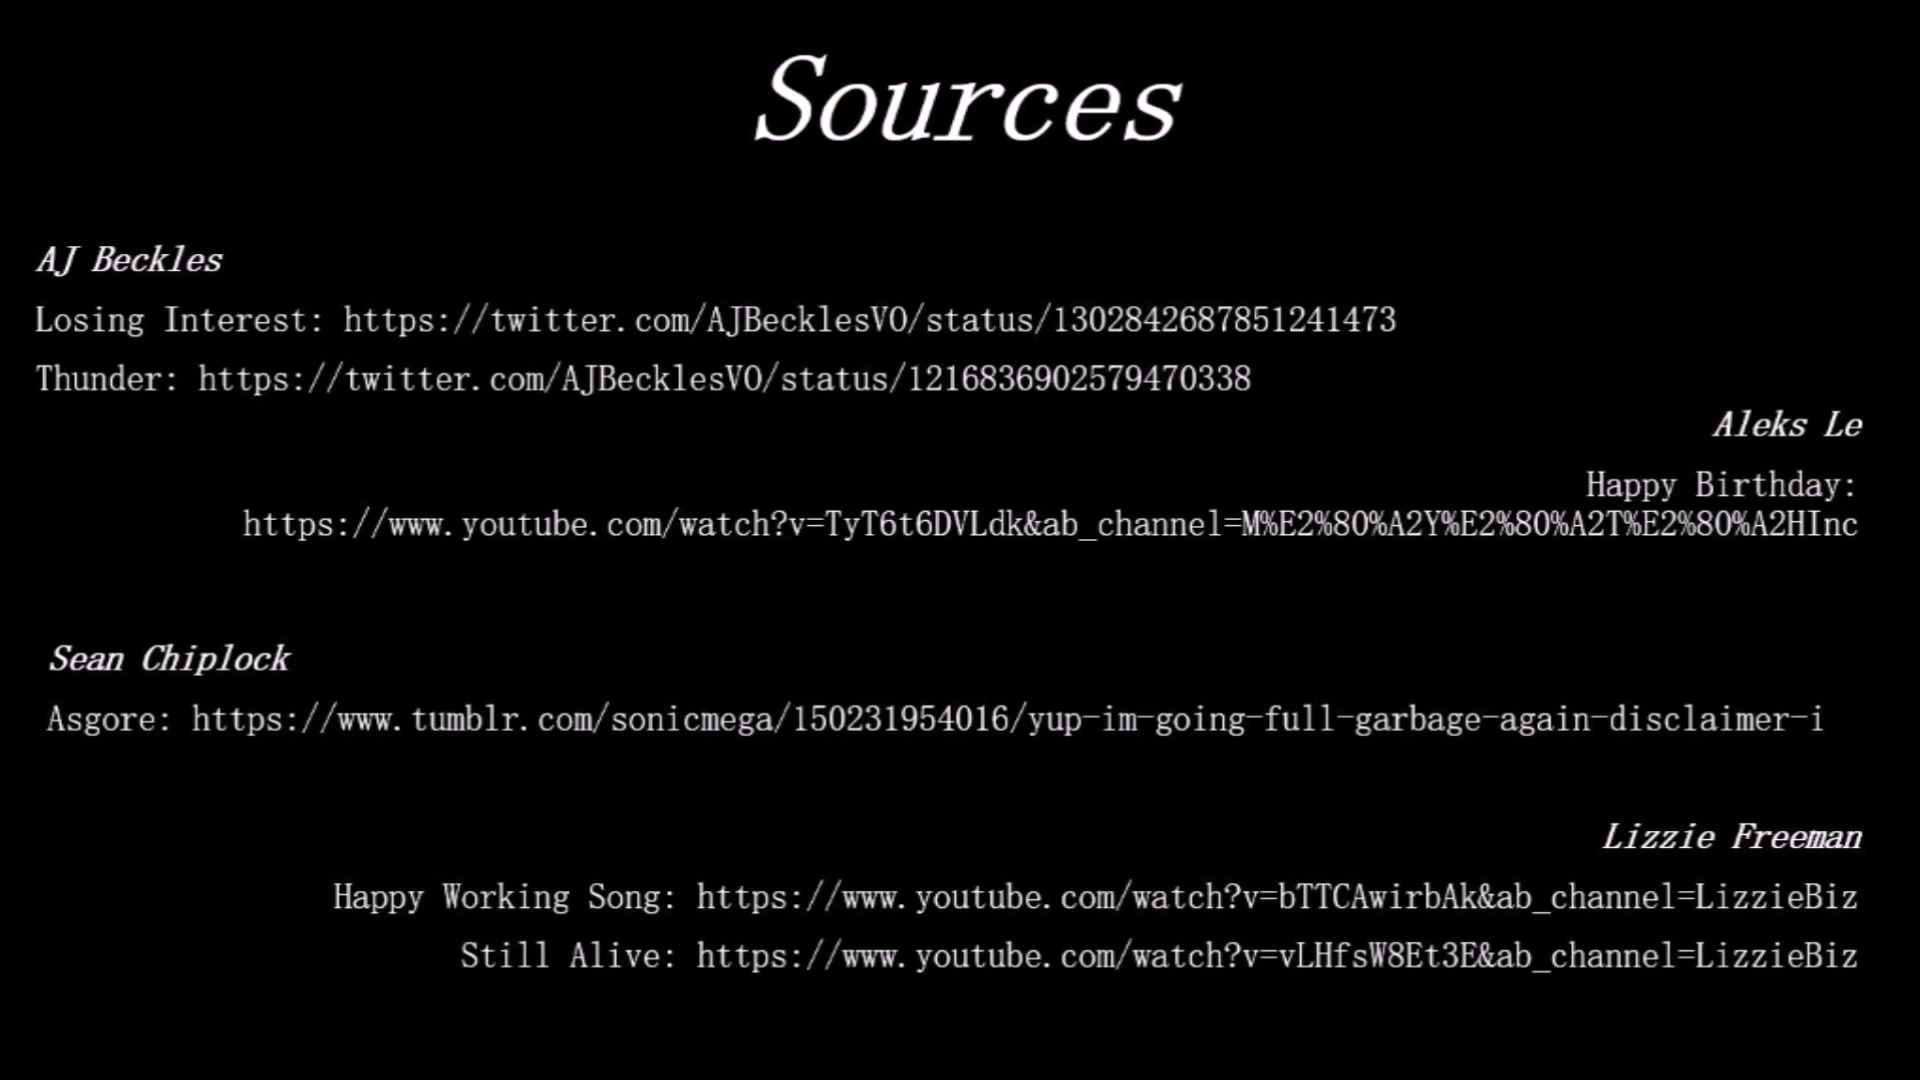 Sources
AJ Beckles
Losing Interest: https://twitter.com/AJBecklesVO/status/1302842687851241473
Thunder: https://twitter.com/AJBecklesVO/status/1216836902579470338
Aleks Le
Happy Birthday:
https://www.youtube.com/watch?v=TyT6t6DVLdk&ab_channel=M%E2%80%A2Y%E2%80%A2T%E2%80%A2HInc
Sean Chiplock
Asgore: https://www.tumblr.com/sonicmega/150231954016/yup-im-going-full-garbage-again-disclaimer-i
Lizzie Freeman
Happy Working Song: https://www.youtube.com/watch?v=bTTCAwirbAk&ab_channel=LizzieBiz
Still Alive: https://www.youtube.com/watch?v=vLHfsW8Et3E&ab_channel=LizzieBiz